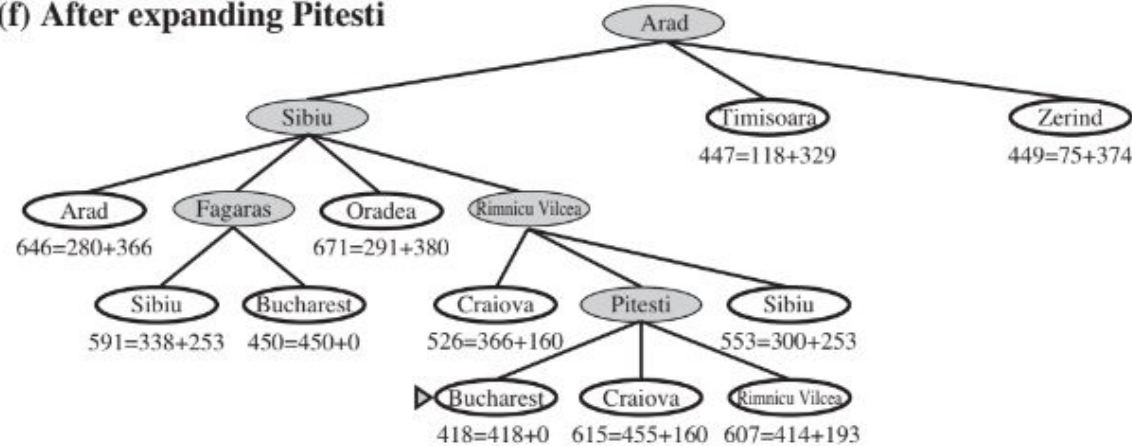 (f) After expanding Pitesti
Arad
Sibiu
Timisoara
Zerind
447=118+329
449=75+374
Arad
Fagaras
Oradea
Rimnicu Vilcea
646=280+366
671=291+380
Sibiu
Bucharest
Craiova
Pitesti
Sibiu
591=338+253
450=450+0
526=366+160
553=300+253
Bucharest
Craiova
Rimnicu Vilcea
418=418+0
615=455+160
607=414+193